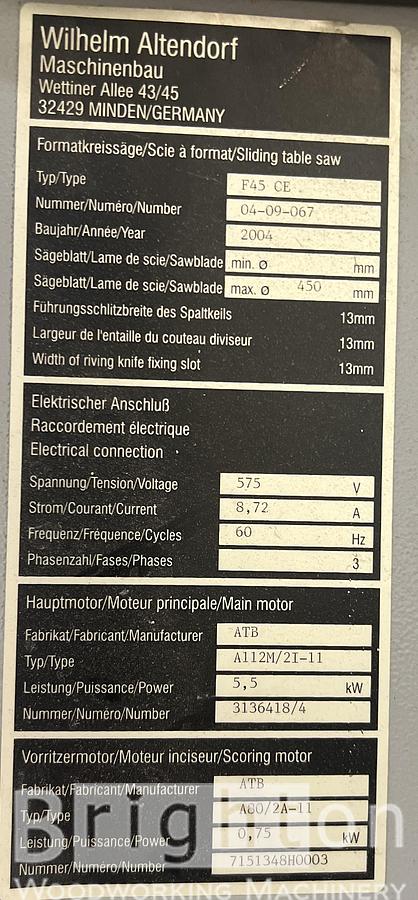 Wilhelm Altendorf
Maschinenbau
Wettiner Allee 43/45
32429 MINDEN/GERMANY
Formatkreissäge/Scie à format/Sliding table saw
Typ/Type F45 CE
Nummer/Numéro/Number 04-09-067
Baujahr/Année/Year 2004
Sägeblatt/Lame de scie/Sawblade min. ø mm
Sägeblatt/Lame de scie/Sawblade max. ø 450 mm
Führungsschlitzbreite des Spaltkeils 13mm
Largeur de l'entaille du couteau diviseur 13mm
Width of riving knife fixing slot 13mm
Elektrischer Anschluß
Raccordement électrique
Electrical connection
Spannung/Tension/Voltage 575 V
Strom/Courant/Current 8,72 A
Frequenz/Fréquence/Cycles 60 Hz
Phasenzahl/Fases/Phases 3
Hauptmotor/Moteur principale/Main motor
Fabrikat/Fabricant/Manufacturer ATB
Typ/Type A112M/2I-11
Leistung/Puissance/Power 5,5 kW
Nummer/Numéro/Number 3136418/4
Vorritzermotor/Moteur inciseur/Scoring motor
Fabrikat/Fabricant/Manufacturer ATB
Typ/Type A80/2A-11
Leistung/Puissance/Power 0,75 kW
Nummer/Numéro/Number 7151348H0003
Brighton
WOODWORKING MACHINERY